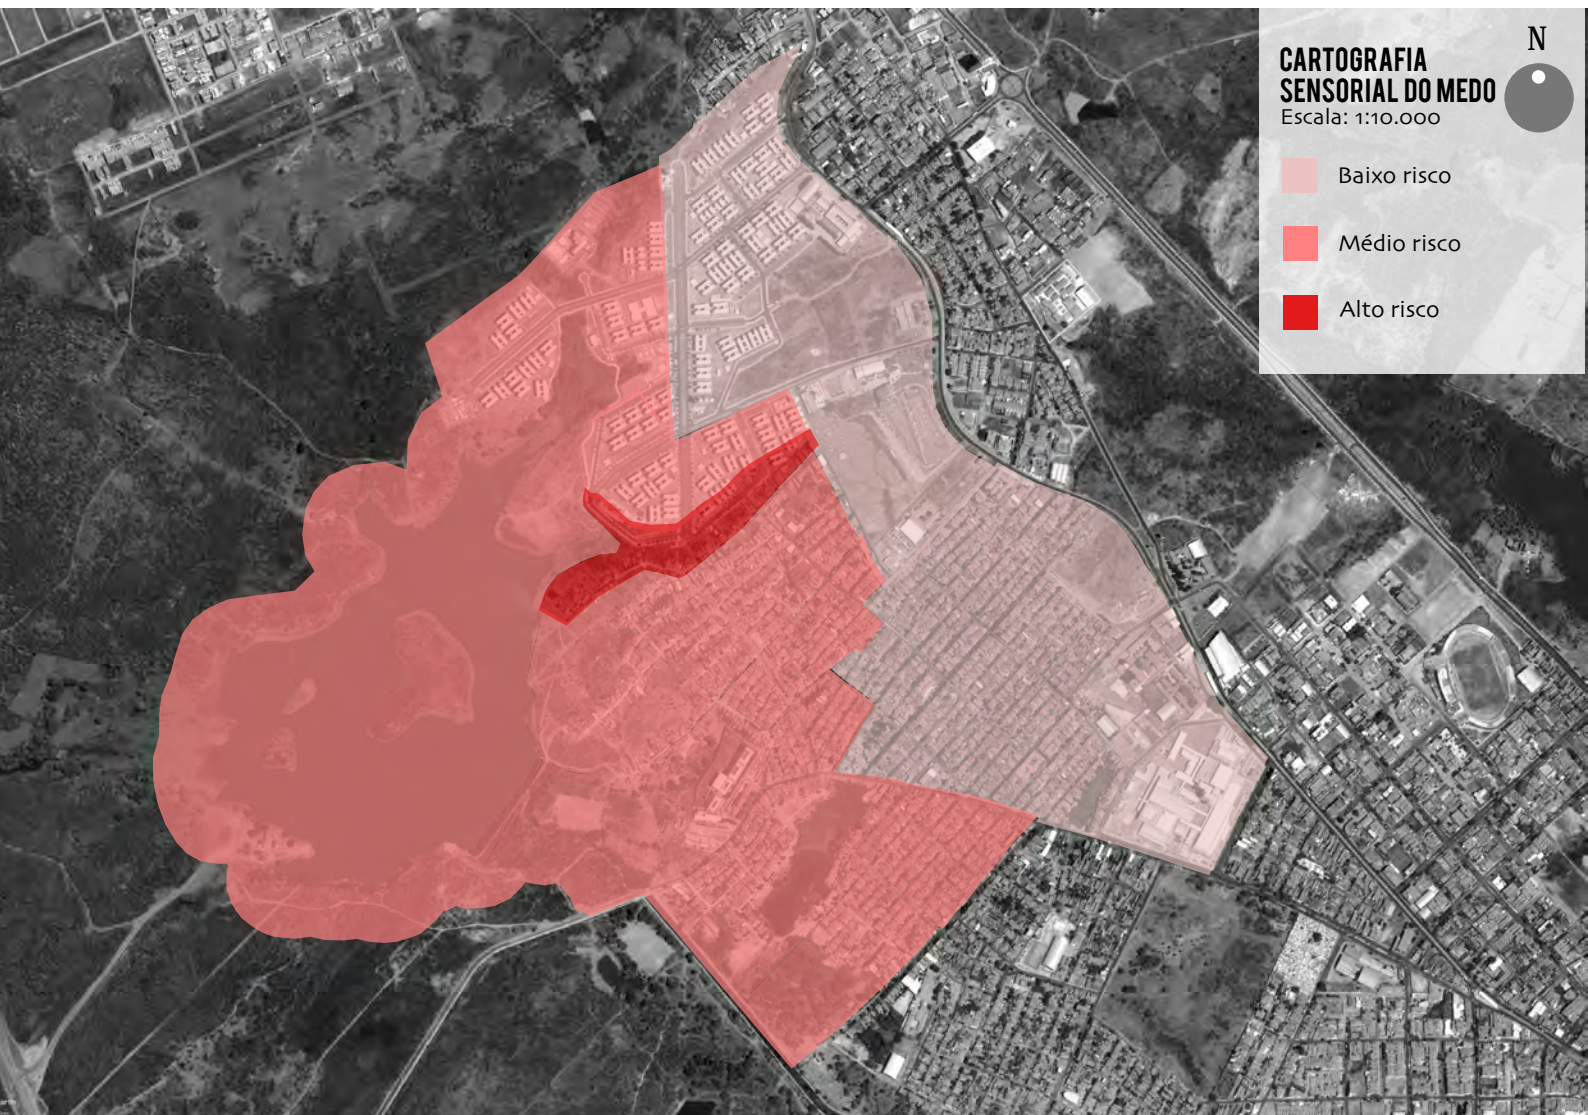 N
CARTOGRAFIA
SENSORIAL DO MEDO
Escala: 1:10.000
Baixo risco
Médio risco
Alto risco